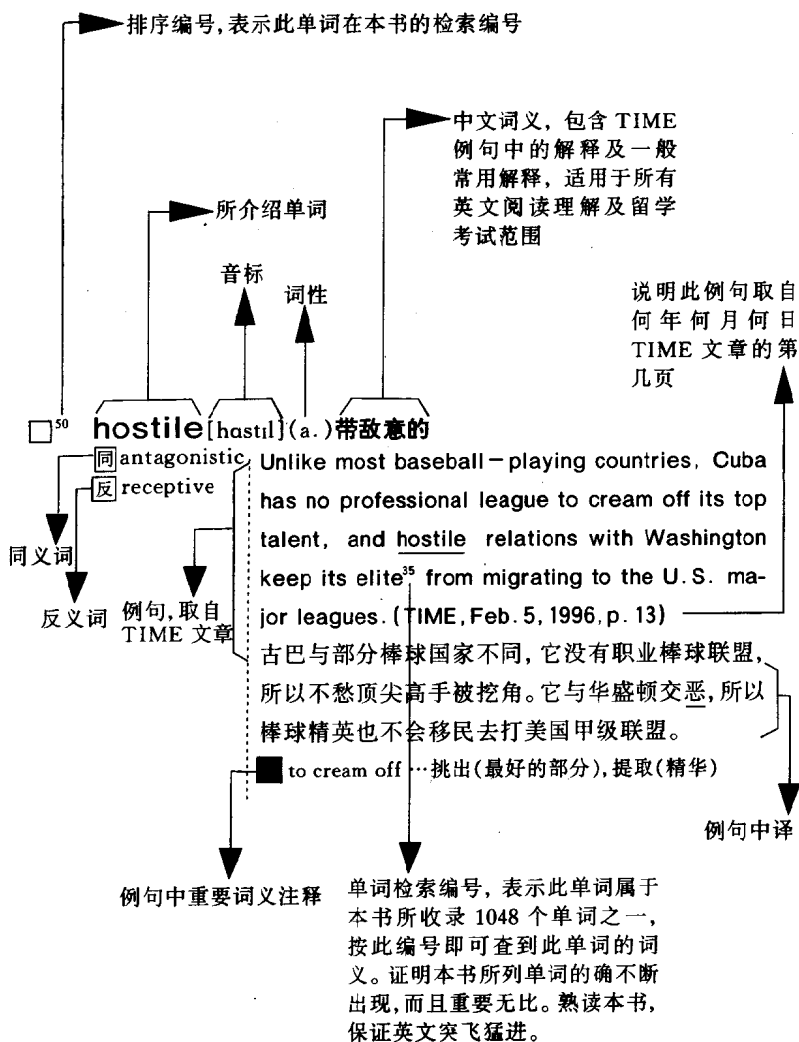 排序编号,表示此单词在本书的检索编号
中文词义, 包含 TIME
例句中的解释及一般
常用解释, 适用于所有
英文阅读理解及留学
考试范围
所介绍单词
音标
词性
说明此例句取自
何年何月何日
TIME 文章的第
几页
□50 hostile[hɑstɪl](a.)带敌意的
同 antagonistic
反 receptive
同义词
反义词
例句,取自
TIME 文章
Unlike most baseball-playing countries, Cuba
has no professional league to cream off its top
talent, and hostile relations with Washington
keep its elite35 from migrating to the U.S. ma-
jor leagues. (TIME, Feb. 5, 1996, p. 13)
古巴与部分棒球国家不同,它没有职业棒球联盟,
所以不愁顶尖高手被挖角。它与华盛顿交恶,所以
棒球精英也不会移民去打美国甲级联盟。
■ to cream off …挑出(最好的部分),提取(精华)
例句中译
例句中重要词义注释
单词检索编号, 表示此单词属于
本书所收录 1048 个单词之一,
按此编号即可查到此单词的词
义。证明本书所列单词的确不断
出现,而且重要无比。熟读本书,
保证英文突飞猛进。